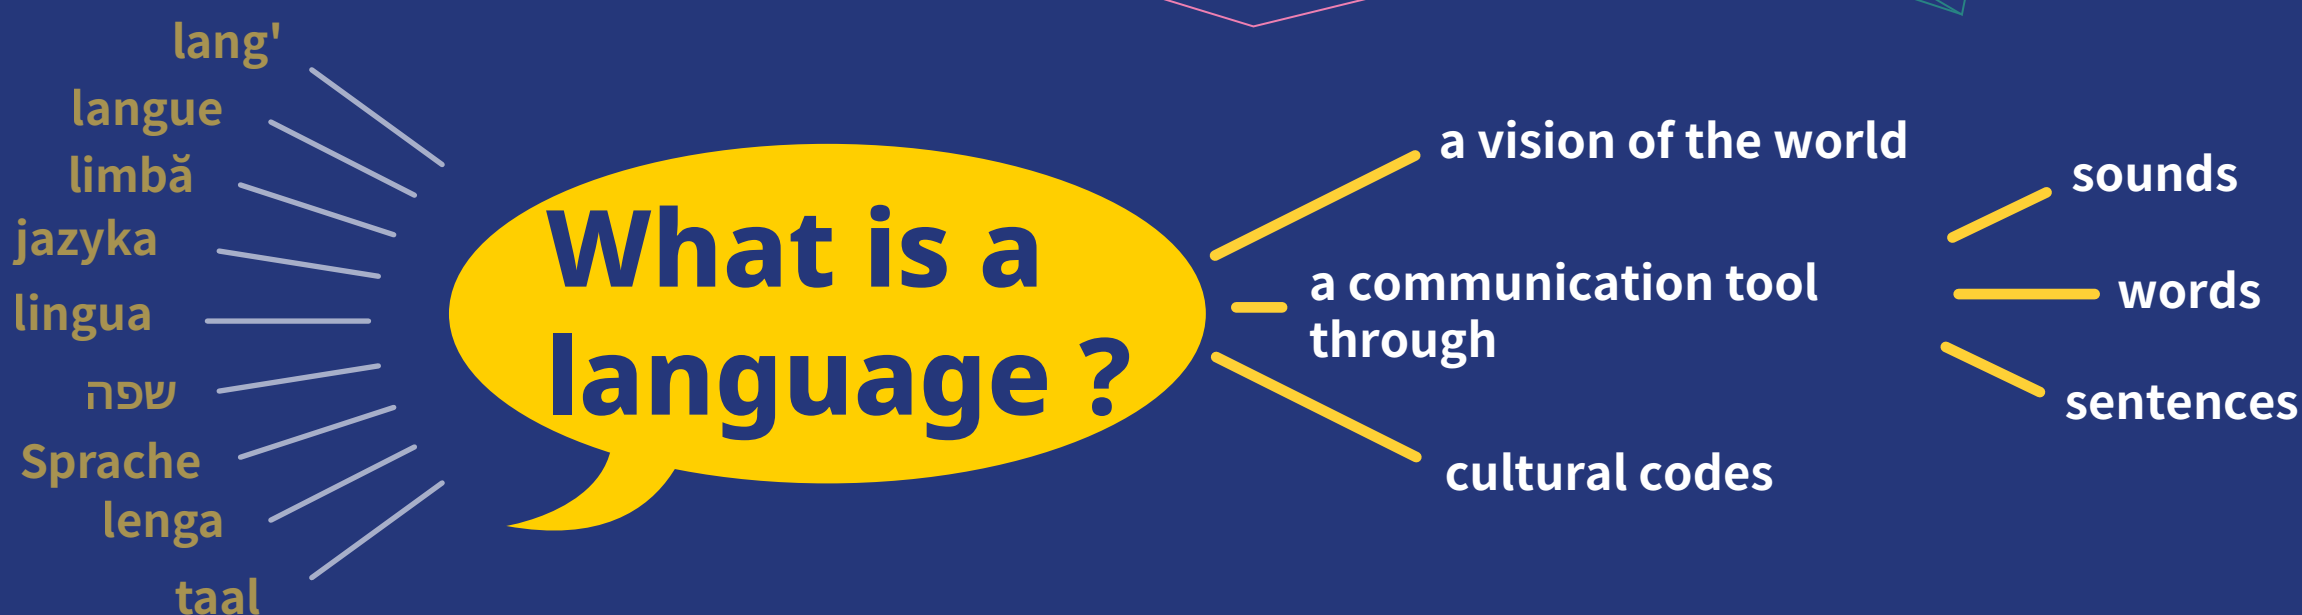 lang'
langue
limbă
jazyka
lingua
שפה
Sprache
lenga
taal
What is a
language ?
a vision of the world
a communication tool
through
cultural codes
sounds
words
sentences